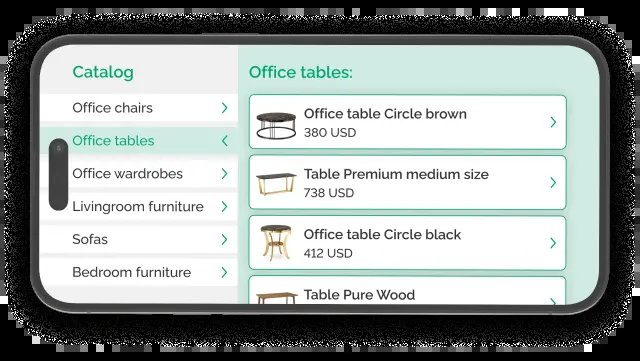 Catalog
Office chairs
Office tables
Office wardrobes
Livingroom furniture
Sofas
Bedroom furniture
Office tables:
Office table Circle brown
380 USD
Table Premium medium size
738 USD
Office table Circle black
412 USD
Table Pure Wood